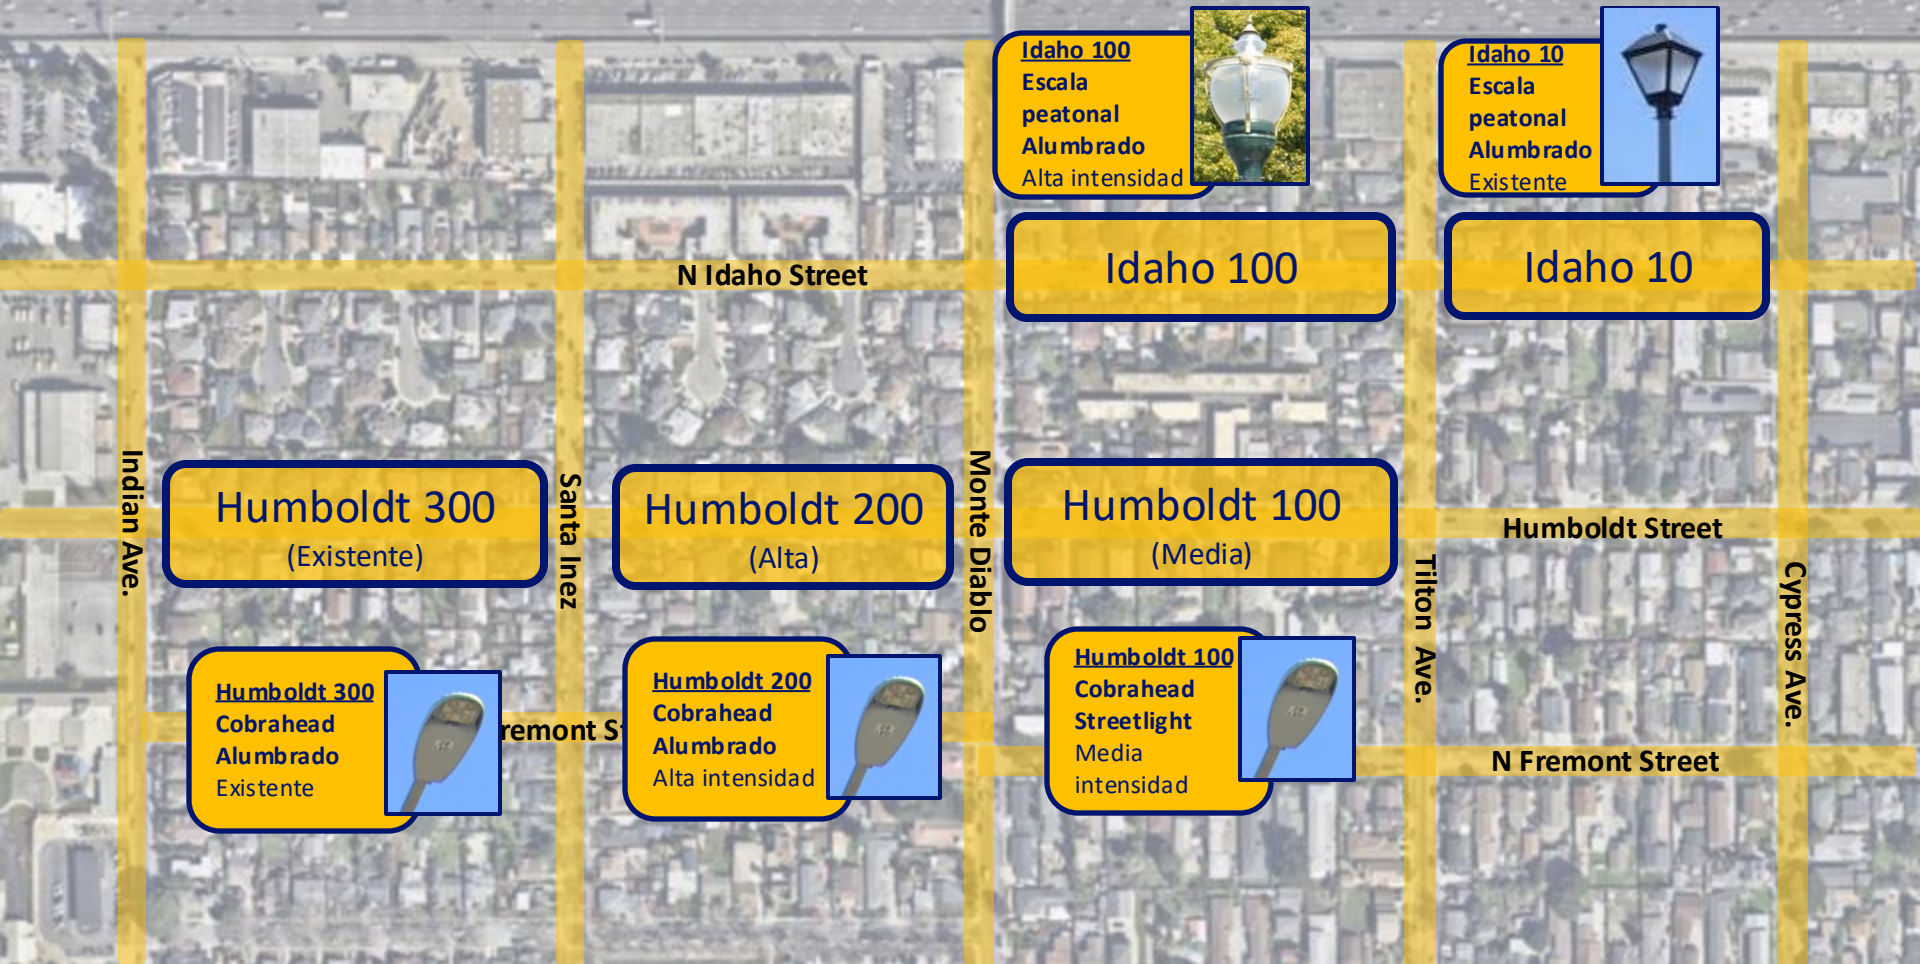 Idaho 100
Escala
peatonal
Alumbrado
Alta intensidad
Idaho 10
Escala
peatonal
Alumbrado
Existente
N Idaho Street
Idaho 100
Idaho 10
Indian Ave.
Humboldt 300
(Existente)
Santa Inez
Humboldt 200
(Alta)
Monte Diablo
Humboldt 100
(Media)
Humboldt Street
Tilton Ave.
Cypress Ave.
Humboldt 300
Cobrahead
Alumbrado
Existente
remont St
Humboldt 200
Cobrahead
Alumbrado
Alta intensidad
Humboldt 100
Cobrahead
Streetlight
Media
intensidad
N Fremont Street